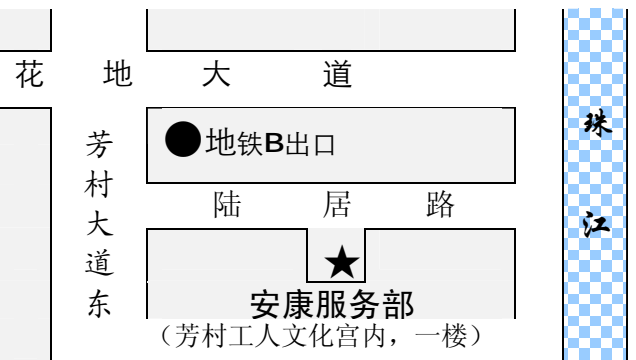 花地大道
珠江
●地铁B出口
芳村大道东
陆居路
★
安康服务部
（芳村工人文化宫内，一楼）